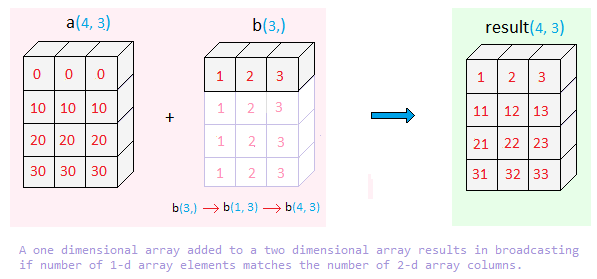 a(4, 3)
b(3,)
result(4, 3)
0 0 0
10 10 10
20 20 20
30 30 30
+
1 2 3
1 2 3
1 2 3
1 2 3
b(3,) → b(1, 3) → b(4, 3)
1 2 3
11 12 13
21 22 23
31 32 33
A one dimensional array added to a two dimensional array results in broadcasting
if number of 1-d array elements matches the number of 2-d array columns.